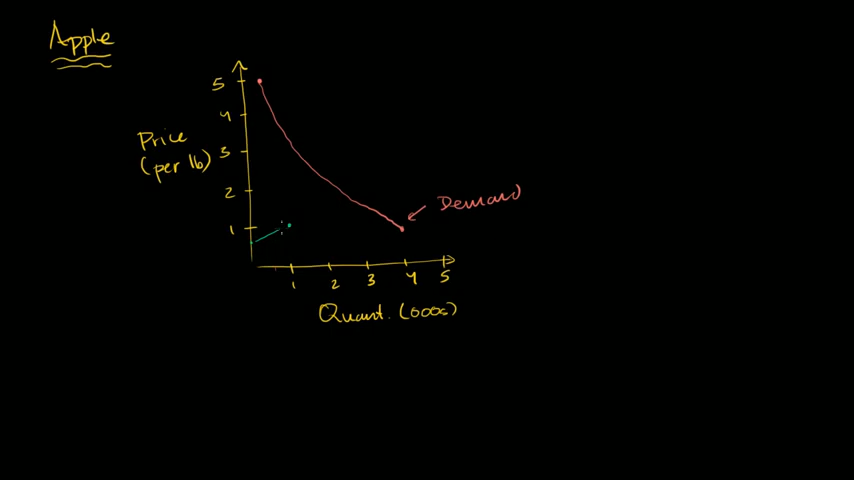 Apple
5
4
Price
(per lb)
3
2
Demand
1
1 2 3 4 5
Quant. (000s)